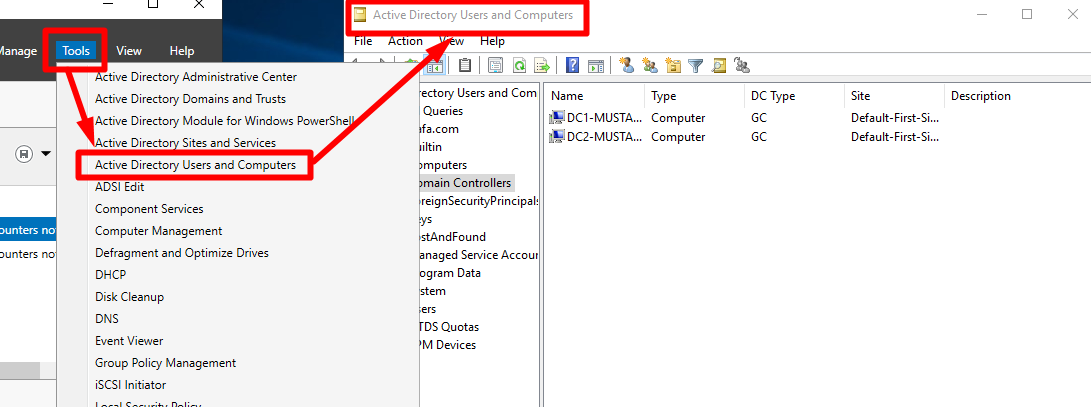 Manage Tools View Help
Active Directory Administrative Center
Active Directory Domains and Trusts
Active Directory Module for Windows PowerShell
Active Directory Sites and Services
Active Directory Users and Computers
ADSI Edit
Component Services
Computer Management
Defragment and Optimize Drives
DHCP
Disk Cleanup
DNS
Event Viewer
Group Policy Management
iSCSI Initiator
Local Security Policy
ounters no
ounters no
Active Directory Users and Computers
File Action View Help
rectory Users and Com
Queries
nfa.com
uiltin
omputers
omain Controllers
oreignSecurityPrincipals
eys
ostAndFound
anaged Service Accour
rogram Data
ystem
sers
TDS Quotas
PM Devices
Name Type DC Type Site Description
DC1-MUSTA... Computer GC Default-First-Si...
DC2-MUSTA... Computer GC Default-First-Si...